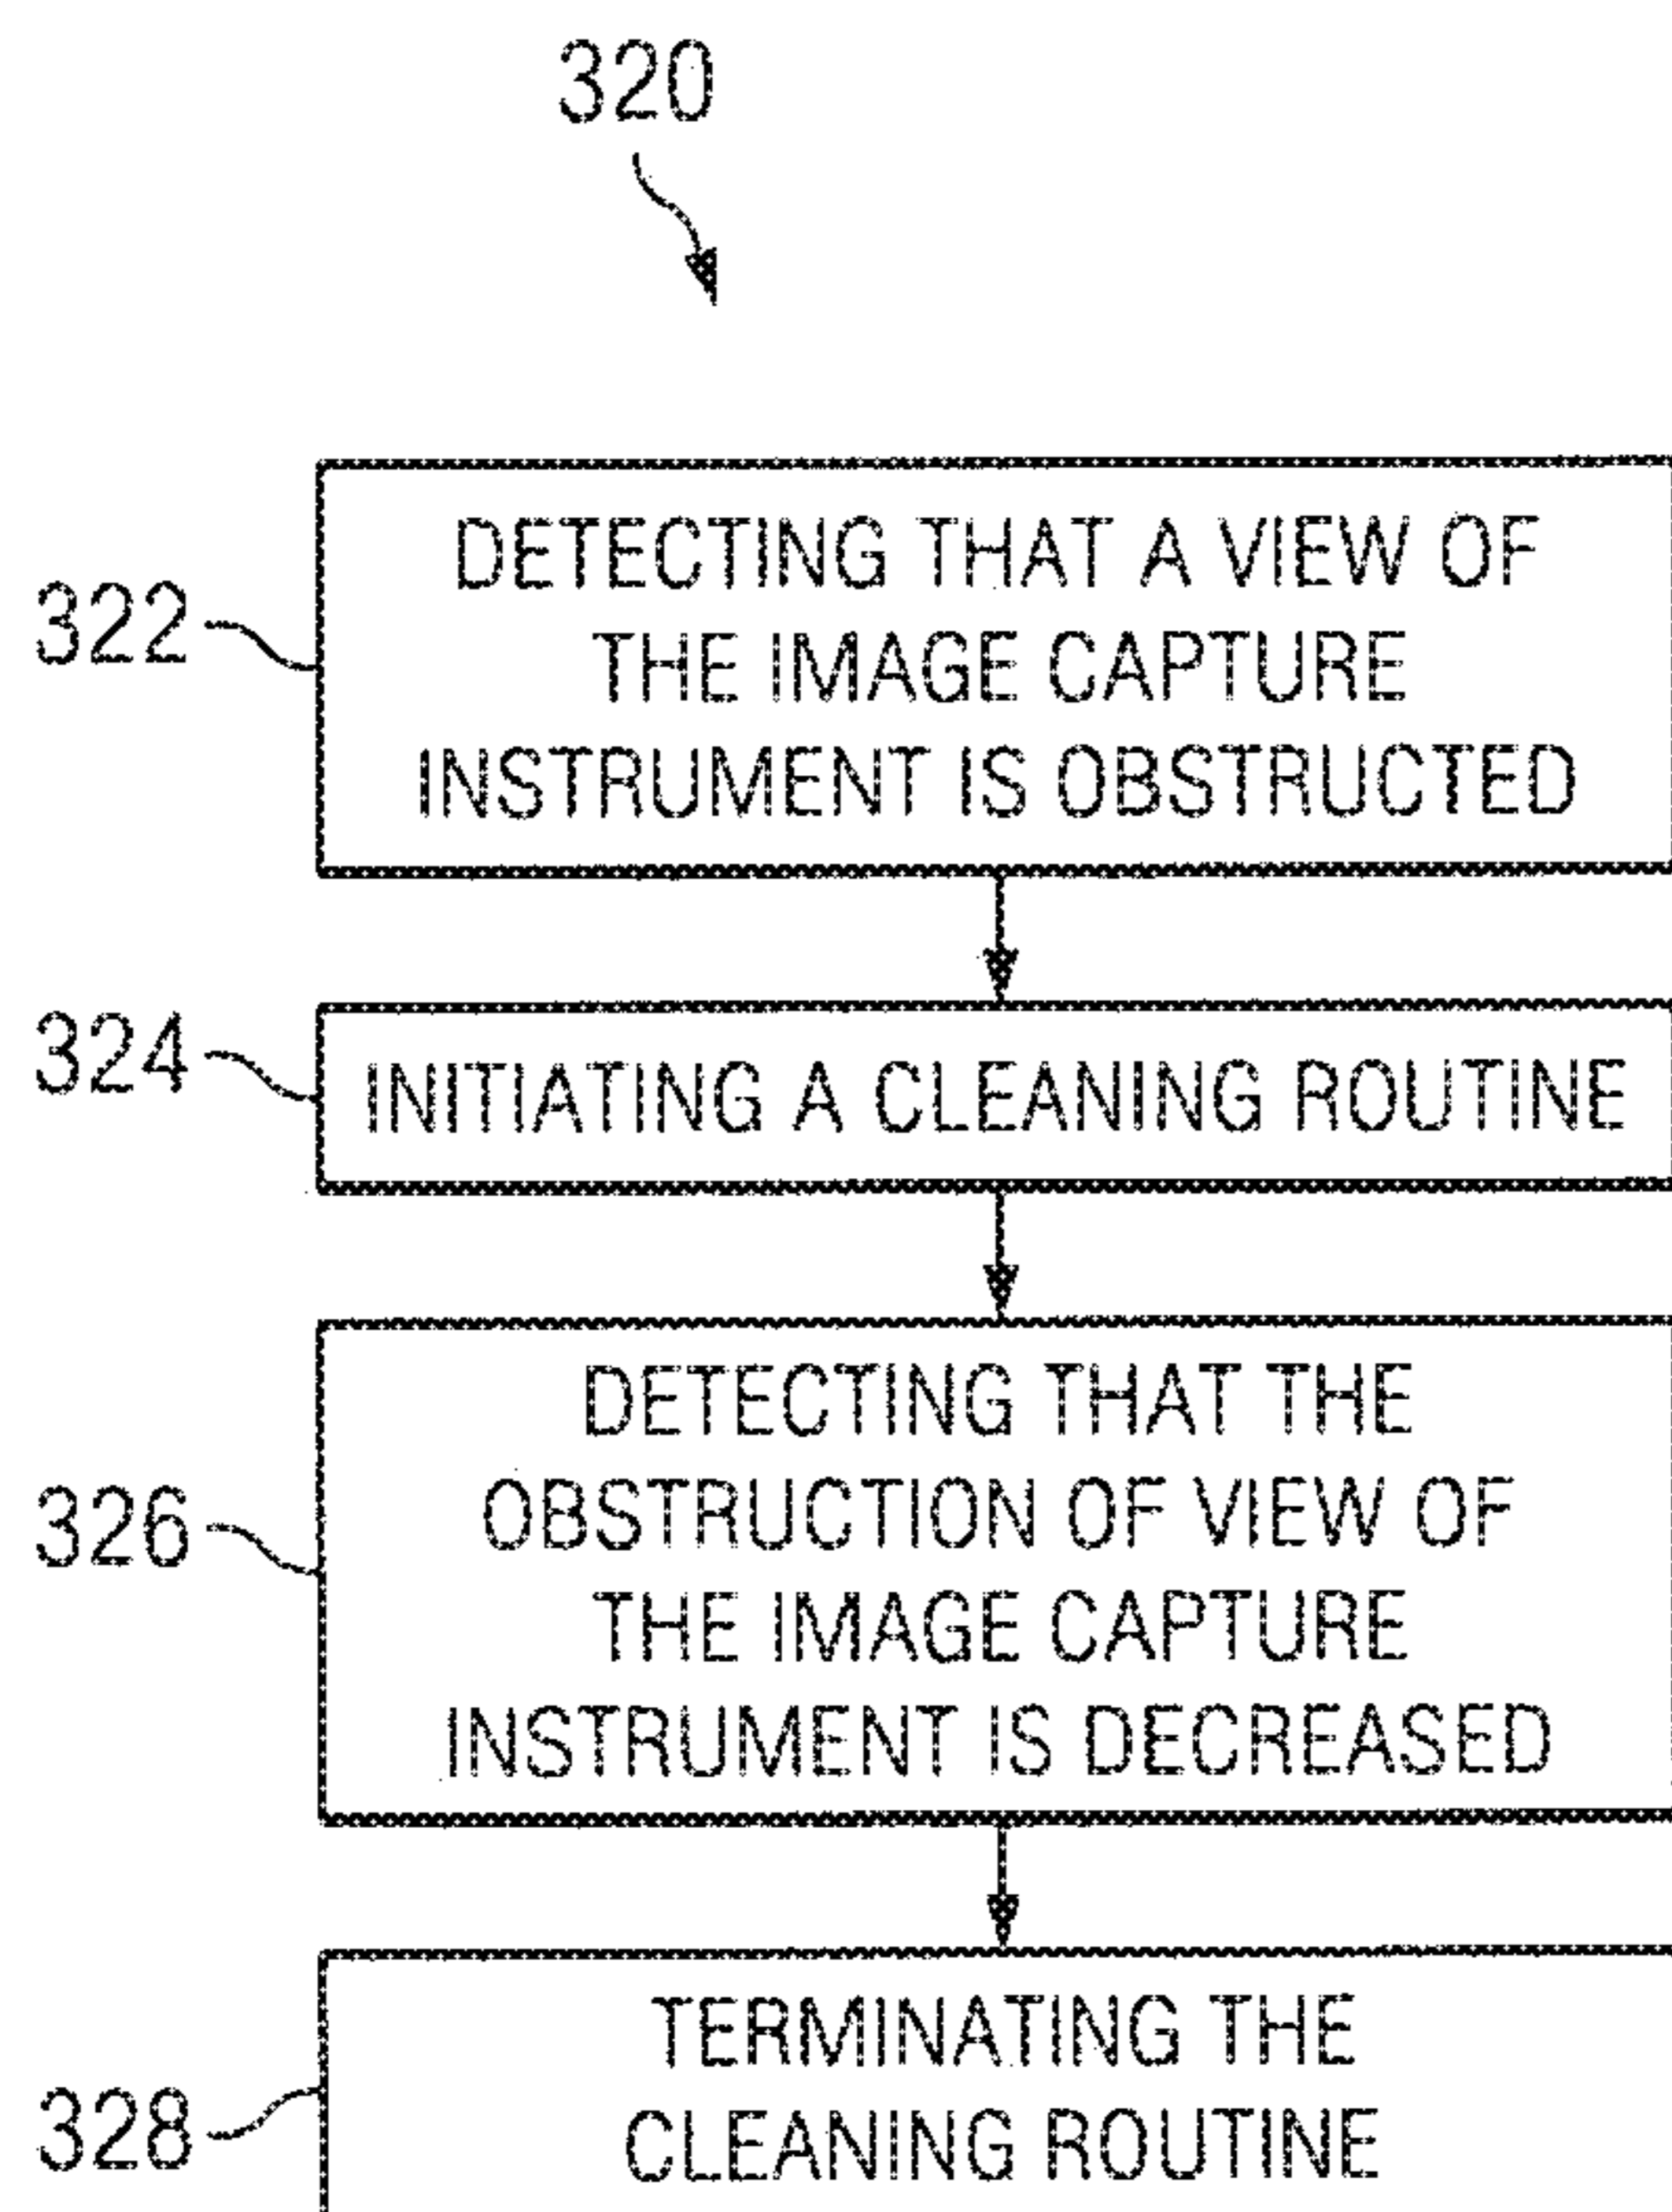 320
322
DETECTING THAT A VIEW OF
THE IMAGE CAPTURE
INSTRUMENT IS OBSTRUCTED
324
INITIATING A CLEANING ROUTINE
326
DETECTING THAT THE
OBSTRUCTION OF VIEW OF
THE IMAGE CAPTURE
INSTRUMENT IS DECREASED
328
TERMINATING THE
CLEANING ROUTINE